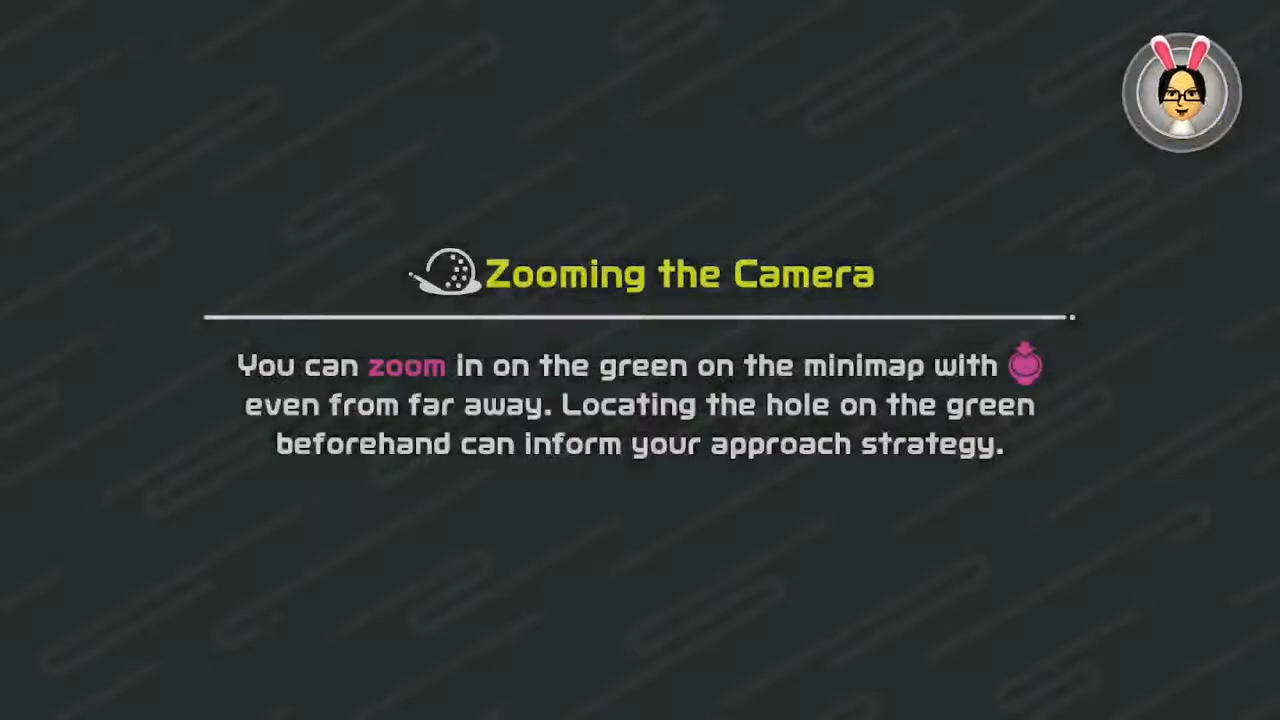 Zooming the Camera
You can zoom in on the green on the minimap with
even from far away. Locating the hole on the green
beforehand can inform your approach strategy.